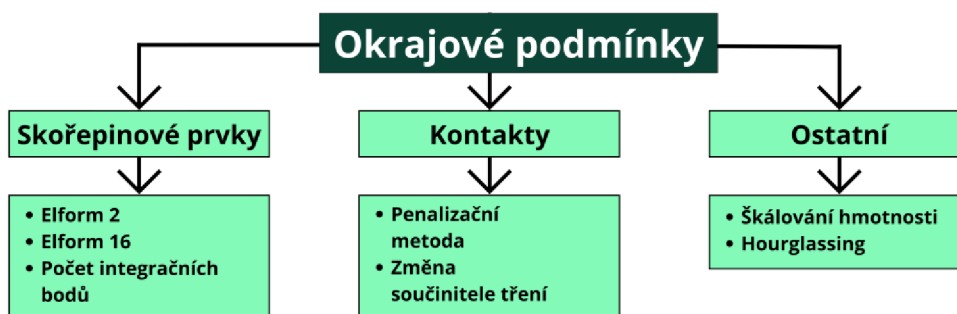 Okrajové podmínky
Skořepinové prvky
Kontakty
Ostatní
• Elform 2
• Elform 16
• Počet integračních
bodů
• Penalizační
metoda
• Změna
součinitele tření
• Škálování hmotnosti
• Hourglassing